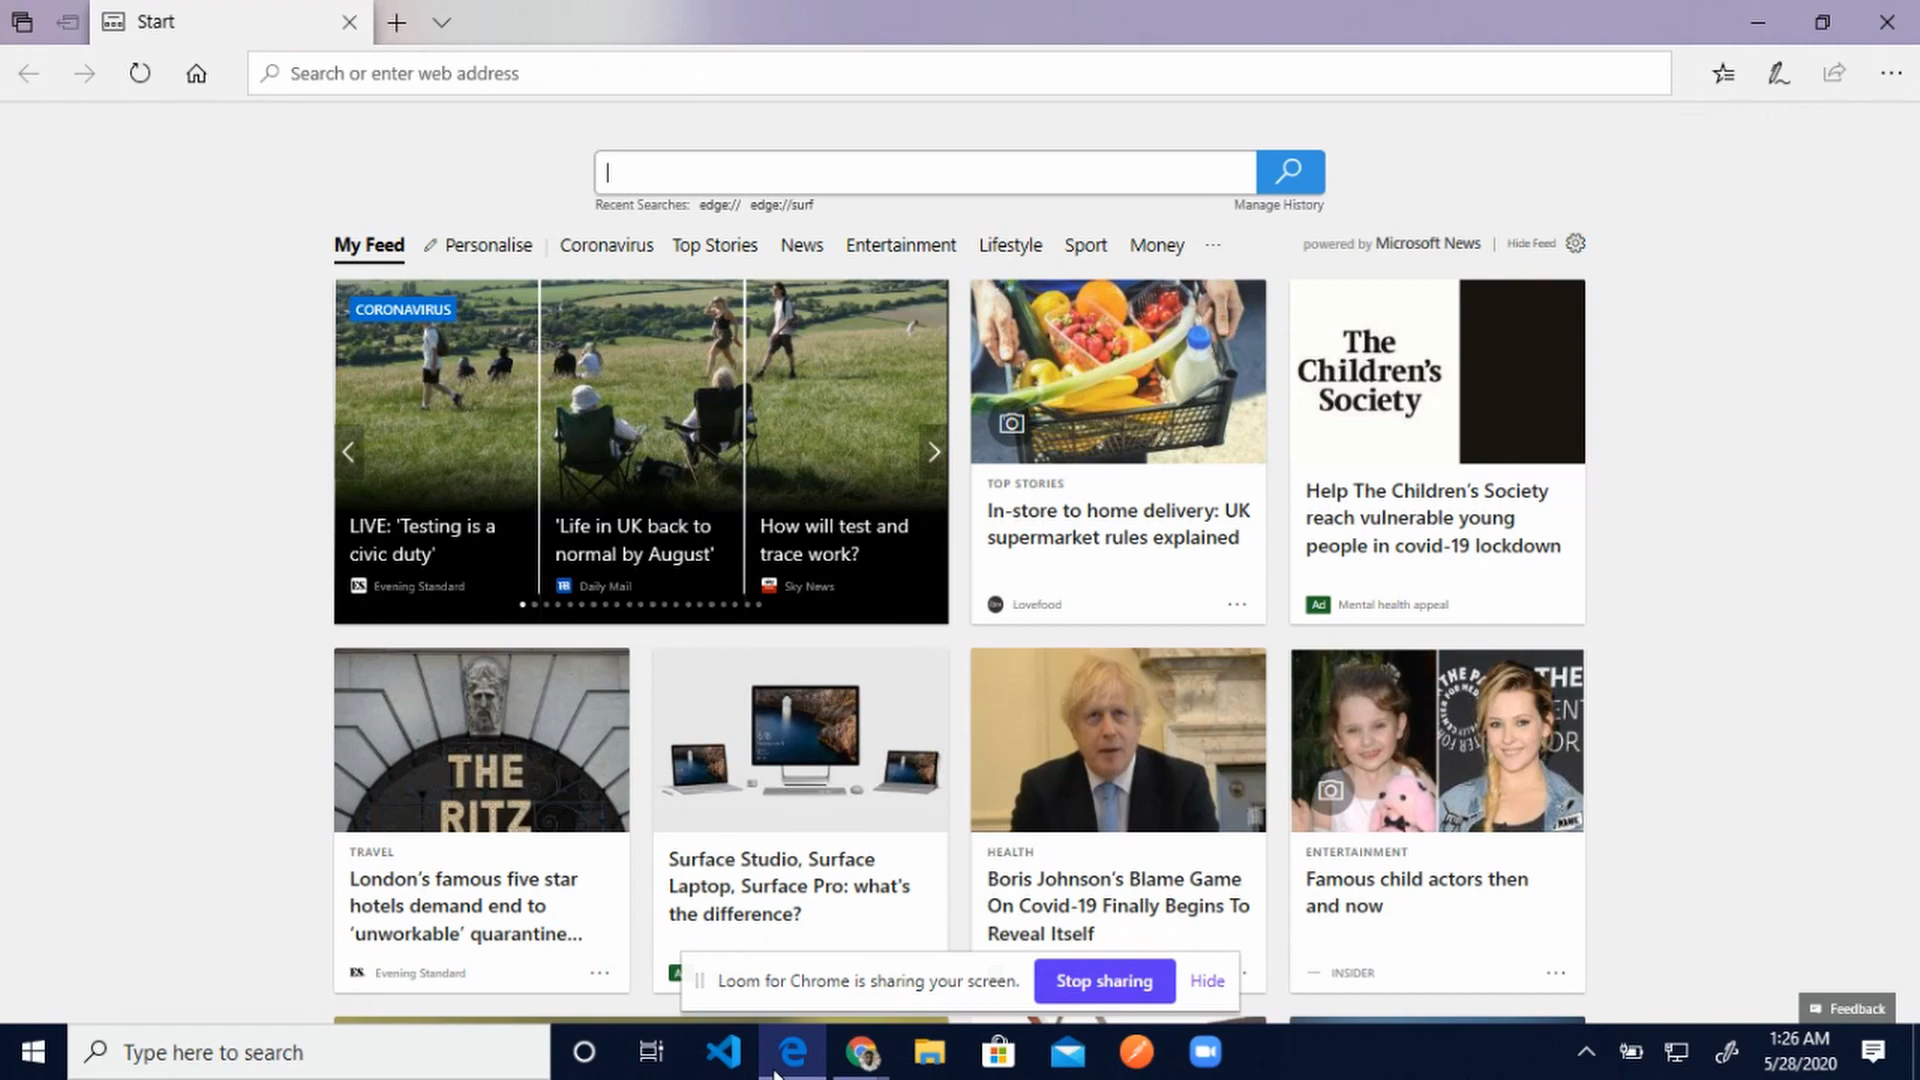 Start
Search or enter web address
Recent Searches: edge:// edge://surf
Manage History
My Feed
Personalise
Coronavirus
Top Stories
News
Entertainment
Lifestyle
Sport
Money
powered by Microsoft News
Hide Feed
CORONAVIRUS
LIVE: 'Testing is a
civic duty'
Evening Standard
'Life in UK back to
normal by August'
Daily Mail
How will test and
trace work?
Sky News
TOP STORIES
In-store to home delivery: UK
supermarket rules explained
Lovefood
The
Children's
Society
Help The Children's Society
reach vulnerable young
people in covid-19 lockdown
Ad Mental health appeal
THE
RITZ
TRAVEL
London's famous five star
hotels demand end to
'unworkable' quarantine...
ES Evening Standard
Surface Studio, Surface
Laptop, Surface Pro: what's
the difference?
HEALTH
Boris Johnson's Blame Game
On Covid-19 Finally Begins To
Reveal Itself
ENTERTAINMENT
Famous child actors then
and now
INSIDER
Loom for Chrome is sharing your screen.
Stop sharing
Hide
Feedback
Type here to search
1:26 AM
5/28/2020